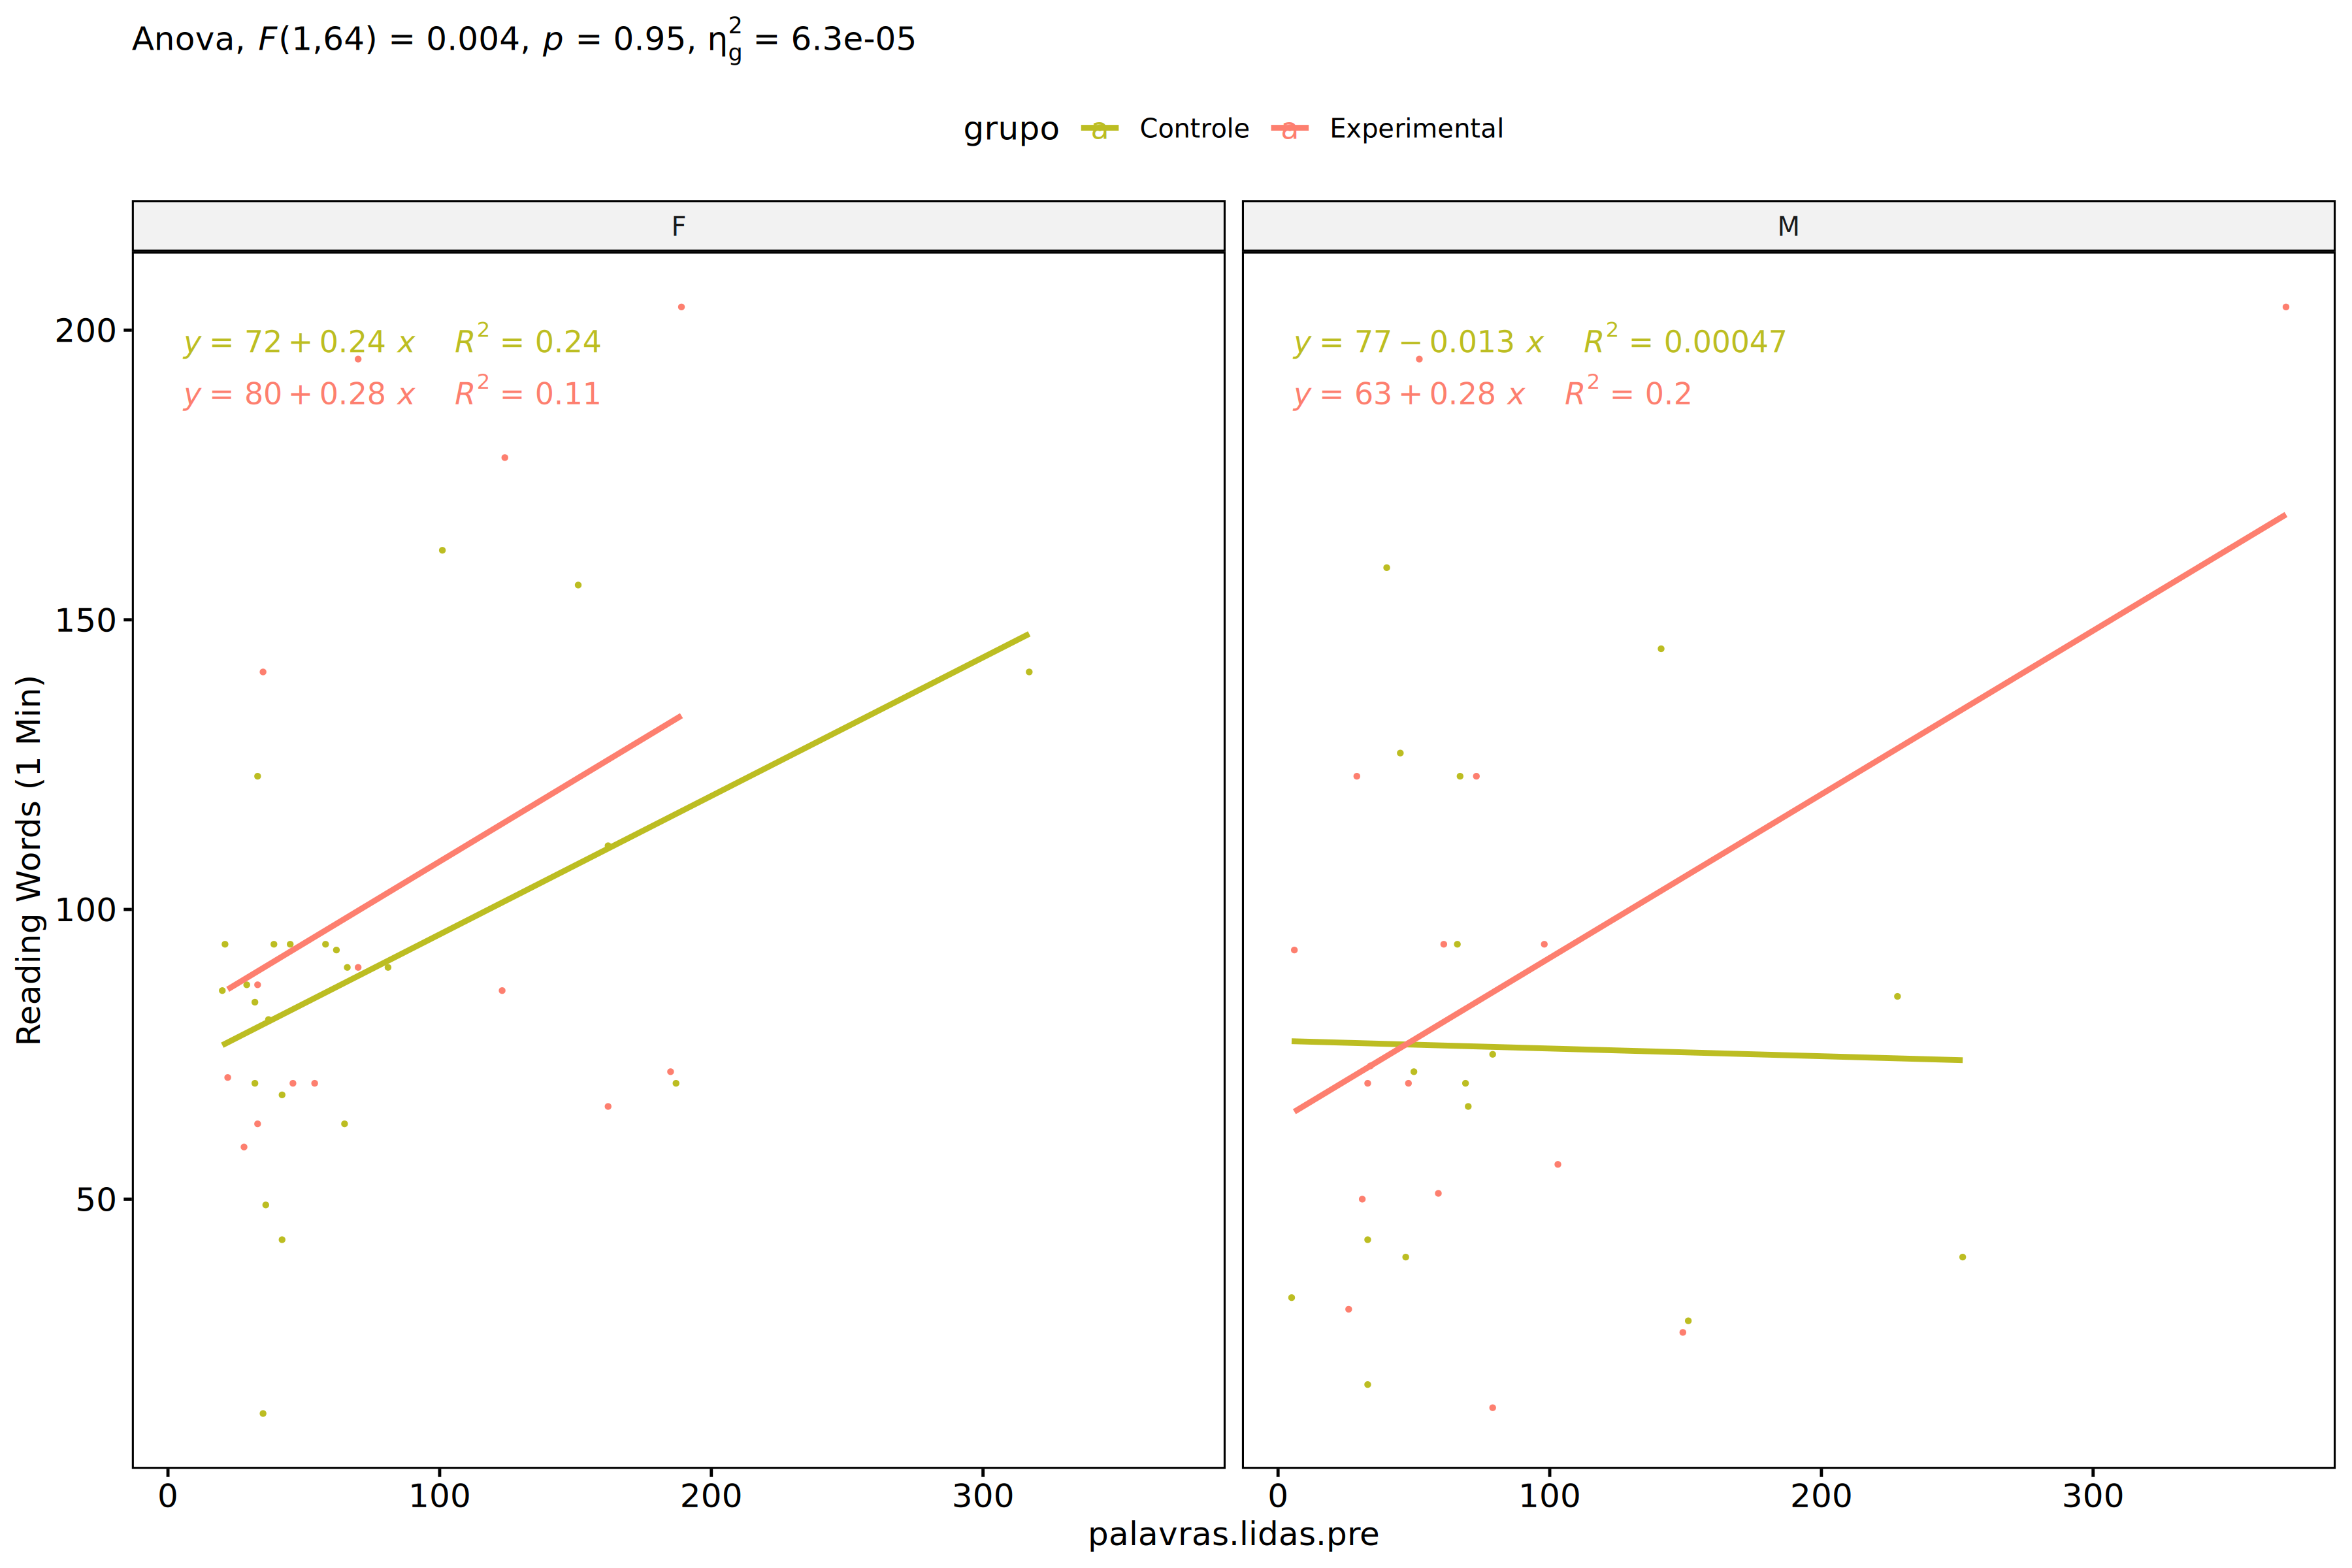 Anova, F(1,64) = 0.004, p = 0.95, η²g = 6.3e-05
grupo a Controle a Experimental
F
M
y = 72 + 0.24 x R² = 0.24
y = 80 + 0.28 x R² = 0.11
y = 77 − 0.013 x R² = 0.00047
y = 63 + 0.28 x R² = 0.2
200
150
100
50
Reading Words (1 Min)
0 100 200 300
0 100 200 300
palavras.lidas.pre